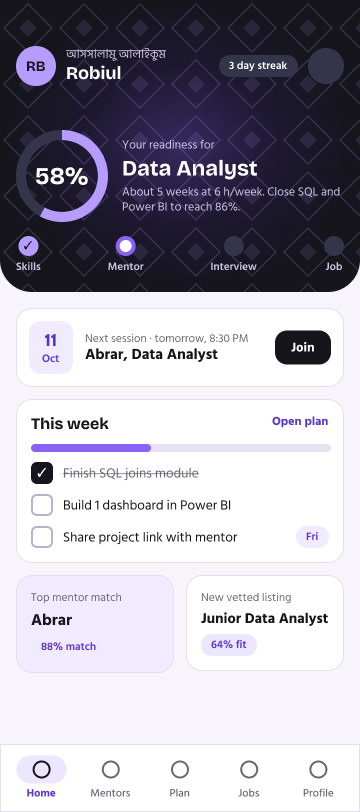 RB
আসসালামু আলাইকুম
Robiul
3 day streak
58%
Your readiness for
Data Analyst
About 5 weeks at 6 h/week. Close SQL and
Power BI to reach 86%.
Skills
Mentor
Interview
Job
11
Oct
Next session · tomorrow, 8:30 PM
Abrar, Data Analyst
Join
This week
Open plan
Finish SQL joins module
Build 1 dashboard in Power BI
Share project link with mentor
Fri
Top mentor match
Abrar
88% match
New vetted listing
Junior Data Analyst
64% fit
Home
Mentors
Plan
Jobs
Profile